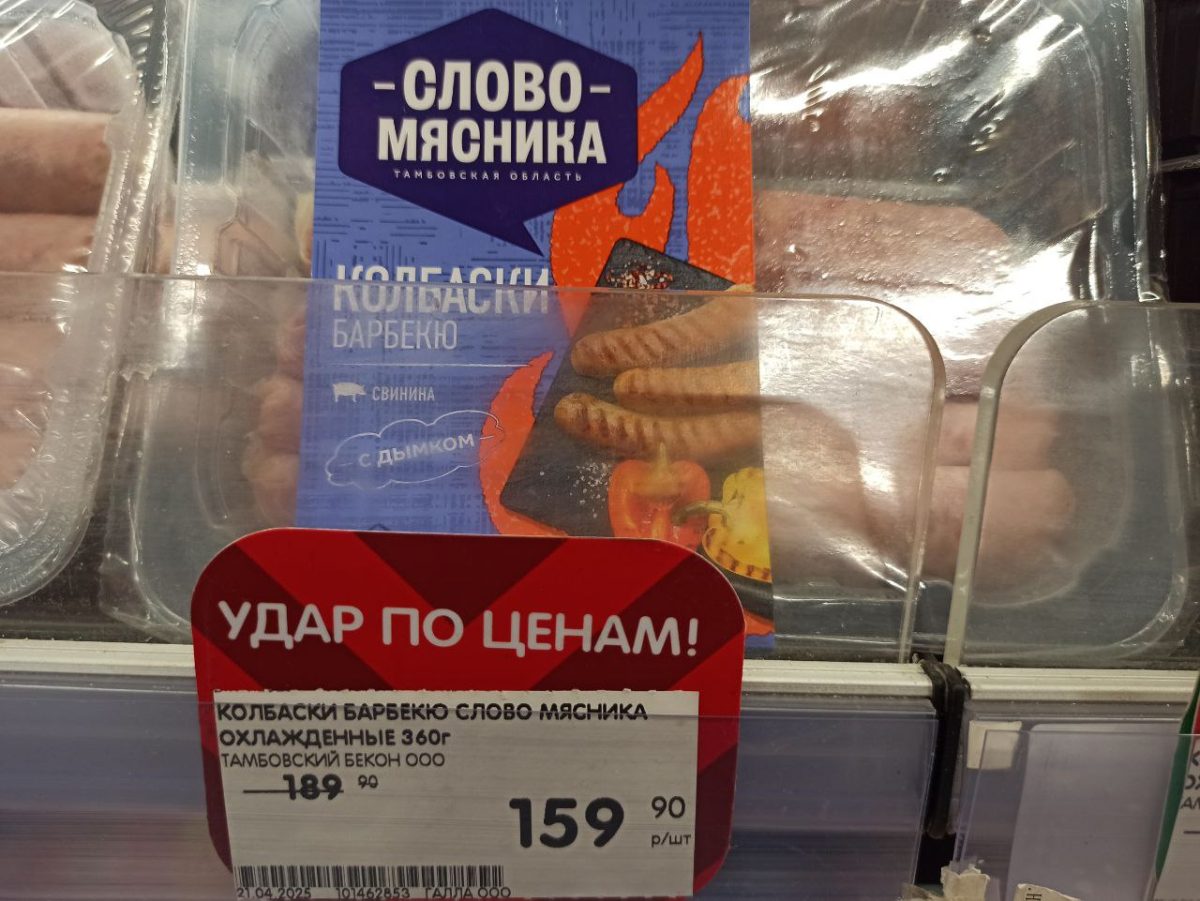 СЛОВО
МЯСНИКА
ТАМБОВСКАЯ ОБЛАСТЬ
КОЛБАСКИ
БАРБЕКЮ
СВИНИНА
С ДЫМКОМ
УДАР ПО ЦЕНАМ!
КОЛБАСКИ БАРБЕКЮ СЛОВО МЯСНИКА
ОХЛАЖДЕННЫЕ 360г
ТАМБОВСКИЙ БЕКОН ООО
189 90
159 90
р/шт
21.04.2025 101462853 ГАЛЛА ООО